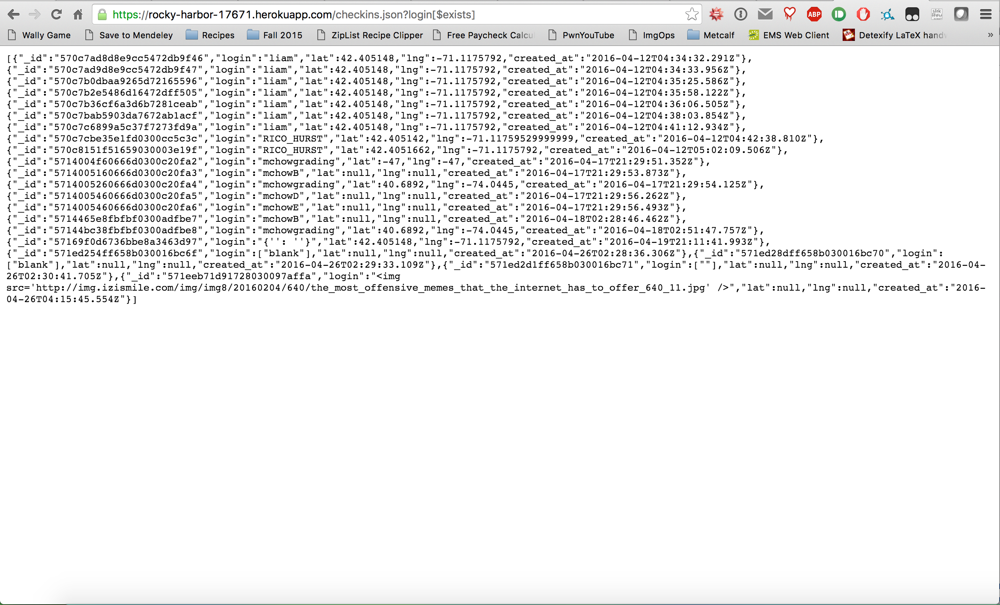 https://rocky-harbor-17671.herokuapp.com/checkins.json?login[$exists]
ABP
strk thru
Wally Game Save to Mendeley Recipes Fall 2015 ZipList Recipe Clipper Free Paycheck Calcu PwnYouTube ImgOps Metcalf EMS Web Client Detexify LaTeX hand »
[{"_id":"570c7ad8d8e9cc5472db9f46","login":"liam","lat":42.405148,"lng":-71.1175792,"created_at":"2016-04-12T04:34:32.291Z"},
{"_id":"570c7ad9d8e9cc5472db9f47","login":"liam","lat":42.405148,"lng":-71.1175792,"created_at":"2016-04-12T04:34:33.956Z"},
{"_id":"570c7b0dbaa9265d72165596","login":"liam","lat":42.405148,"lng":-71.1175792,"created_at":"2016-04-12T04:35:25.586Z"},
{"_id":"570c7b2e5486d16472dff505","login":"liam","lat":42.405148,"lng":-71.1175792,"created_at":"2016-04-12T04:35:58.122Z"},
{"_id":"570c7b36cf6a3d6b7281ceab","login":"liam","lat":42.405148,"lng":-71.1175792,"created_at":"2016-04-12T04:36:06.505Z"},
{"_id":"570c7bab5903da7672ab1acf","login":"liam","lat":42.405148,"lng":-71.1175792,"created_at":"2016-04-12T04:38:03.854Z"},
{"_id":"570c7c6899a5c37f7273fd9a","login":"liam","lat":42.405148,"lng":-71.1175792,"created_at":"2016-04-12T04:41:12.934Z"},
{"_id":"570c7cbe35e1fd0300cc5c3c","login":"RICO_HURST","lat":42.405142,"lng":-71.11759529999999,"created_at":"2016-04-12T04:42:38.810Z"},
{"_id":"570c8151f51659030003e19f","login":"RICO_HURST","lat":42.4051662,"lng":-71.1175792,"created_at":"2016-04-12T05:02:09.506Z"},
{"_id":"5714004f60666d0300c20fa2","login":"mchowgrading","lat":-47,"lng":-47,"created_at":"2016-04-17T21:29:51.352Z"},
{"_id":"5714005160666d0300c20fa3","login":"mchowB","lat":null,"lng":null,"created_at":"2016-04-17T21:29:53.873Z"},
{"_id":"5714005260666d0300c20fa4","login":"mchowgrading","lat":40.6892,"lng":-74.0445,"created_at":"2016-04-17T21:29:54.125Z"},
{"_id":"5714005460666d0300c20fa5","login":"mchowD","lat":null,"lng":null,"created_at":"2016-04-17T21:29:56.262Z"},
{"_id":"5714005460666d0300c20fa6","login":"mchowE","lat":null,"lng":null,"created_at":"2016-04-17T21:29:56.493Z"},
{"_id":"5714465e8fbfbf0300adfbe7","login":"mchowB","lat":null,"lng":null,"created_at":"2016-04-18T02:28:46.462Z"},
{"_id":"57144bc38fbfbf0300adfbe8","login":"mchowgrading","lat":40.6892,"lng":-74.0445,"created_at":"2016-04-18T02:51:47.757Z"},
{"_id":"57169f0d6736bbe8a3463d97","login":"{'': ''}","lat":42.405148,"lng":-71.1175792,"created_at":"2016-04-19T21:11:41.993Z"},
{"_id":"571ed254ff658b030016bc6f","login":["blank"],"lat":null,"lng":null,"created_at":"2016-04-26T02:28:36.306Z"},{"_id":"571ed28dff658b030016bc70","login":
["blank"],"lat":null,"lng":null,"created_at":"2016-04-26T02:29:33.109Z"},{"_id":"571ed2d1ff658b030016bc71","login":[""],"lat":null,"lng":null,"created_at":"2016-04-
26T02:30:41.705Z"},{"_id":"571eeb71d91728030097affa","login":"<img
src='http://img.izismile.com/img/img8/20160204/640/the_most_offensive_memes_that_the_internet_has_to_offer_640_11.jpg' />","lat":null,"lng":null,"created_at":"2016-
04-26T04:15:45.554Z"}]